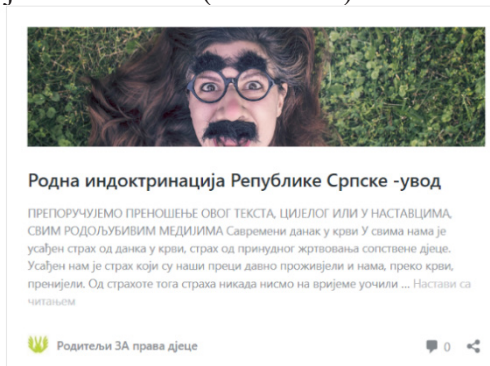 Родна индоктринација Републике Српске -увод
ПРЕПОРУЧУЈЕМО ПРЕНОШЕЊЕ ОВОГ ТЕКСТА, ЦИЈЕЛОГ ИЛИ У НАСТАВЦИМА,
СВИМ РОДОЉУБИВИМ МЕДИЈИМА Савремени данак у крви У свима нама је
усађен страх од данка у крви, страх од принудног жртвовања сопствене дјеце.
Усађен нам је страх који су наши преци давно проживјели и нама, преко крви,
пренијели. Од страхоте тога страха никада нисмо на вријеме уочили ... Настави са
читањем
Родитељи ЗА права дјеце
0